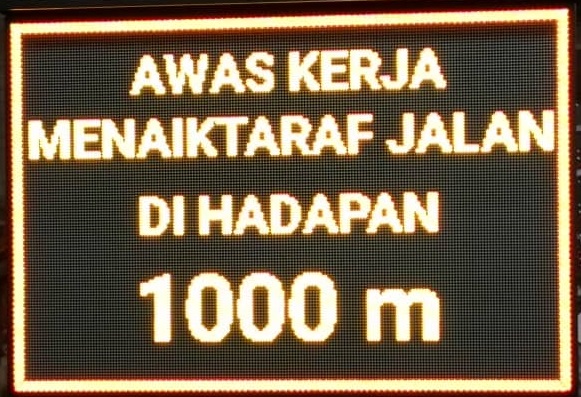 AWAS KERJA
MENAIKTARAF JALAN
DI HADAPAN
1000 m